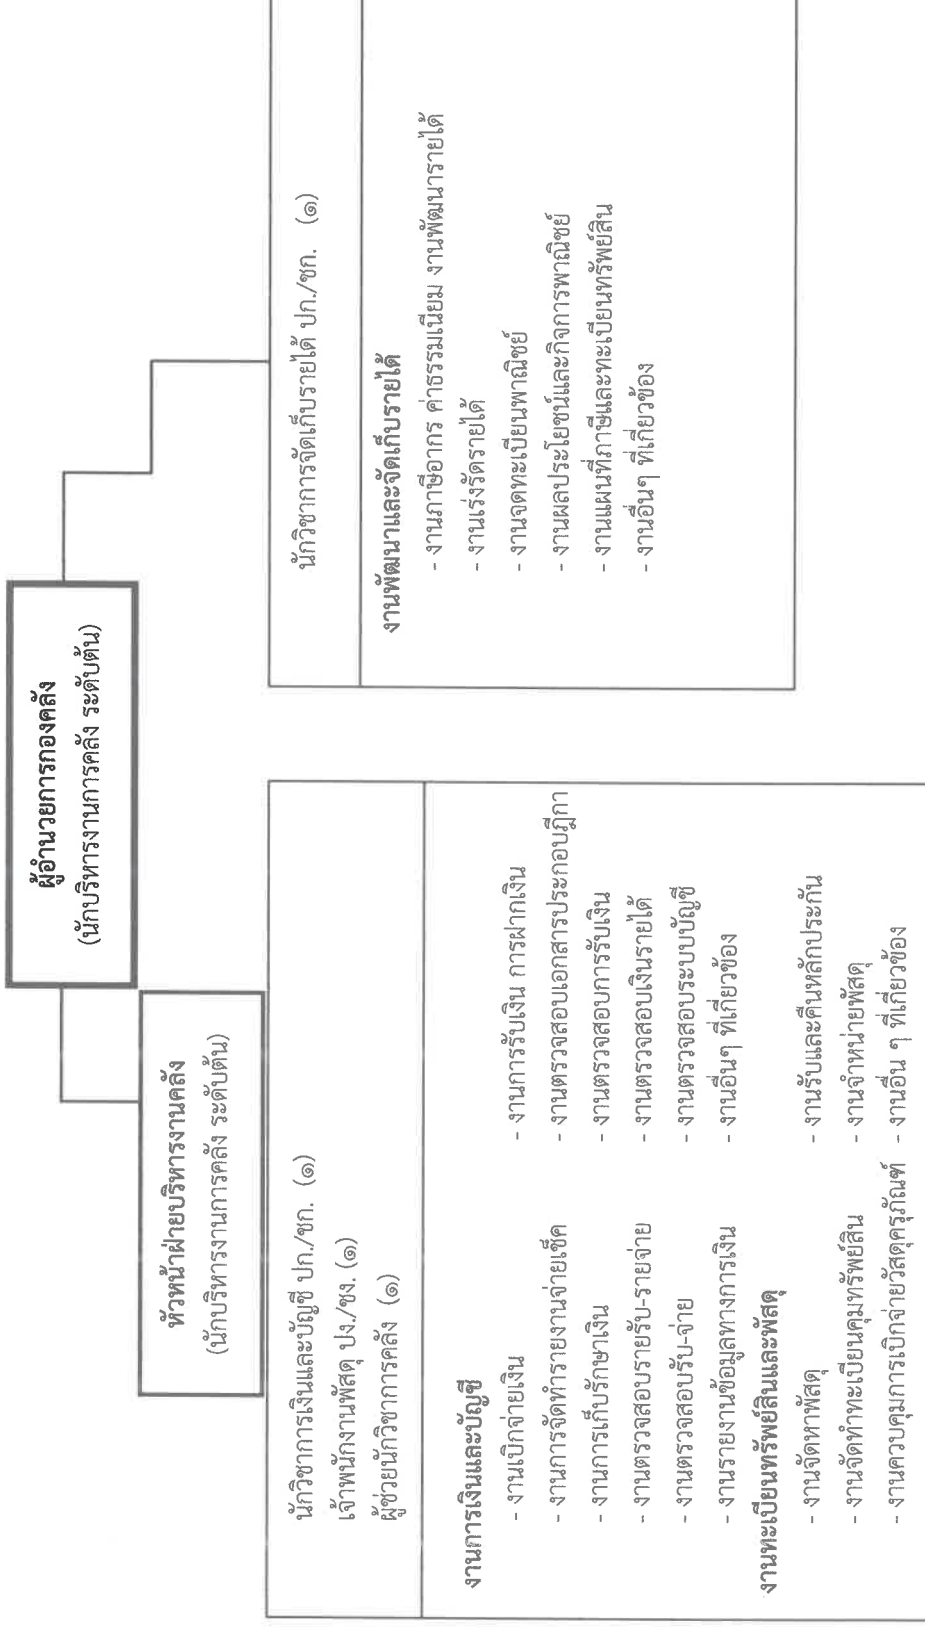 ผู้อำนวยการกองคลัง
(นักบริหารงานการคลัง ระดับต้น)
หัวหน้าฝ่ายบริหารงานคลัง
(นักบริหารงานการคลัง ระดับต้น)
นักวิชาการเงินและบัญชี ปก./ชก. (๑)
เจ้าพนักงานพัสดุ ปง./ชง. (๑)
ผู้ช่วยนักวิชาการคลัง (๑)
งานการเงินและบัญชี
- งานเบิกจ่ายเงิน - งานการรับเงิน การฝากเงิน
- งานการจัดทำรายงานจ่ายเช็ค - งานตรวจสอบเอกสารประกอบฎีกา
- งานการเก็บรักษาเงิน - งานตรวจสอบการรับเงิน
- งานตรวจสอบรายรับ-รายจ่าย - งานตรวจสอบเงินรายได้
- งานตรวจสอบรับ-จ่าย - งานตรวจสอบระบบบัญชี
- งานรายงานข้อมูลทางการเงิน - งานอื่นๆ ที่เกี่ยวข้อง
งานทะเบียนทรัพย์สินและพัสดุ
- งานจัดหาพัสดุ - งานรับและคืนหลักประกัน
- งานจัดทำทะเบียนคุมทรัพย์สิน - งานจำหน่ายพัสดุ
- งานควบคุมการเบิกจ่ายวัสดุครุภัณฑ์ - งานอื่น ๆ ที่เกี่ยวข้อง
นักวิชาการจัดเก็บรายได้ ปก./ชก. (๑)
งานพัฒนาและจัดเก็บรายได้
- งานภาษีอากร ค่าธรรมเนียม งานพัฒนารายได้
- งานเร่งรัดรายได้
- งานจดทะเบียนพาณิชย์
- งานผลประโยชน์และกิจการพาณิชย์
- งานแผนที่ภาษีและทะเบียนทรัพย์สิน
- งานอื่นๆ ที่เกี่ยวข้อง